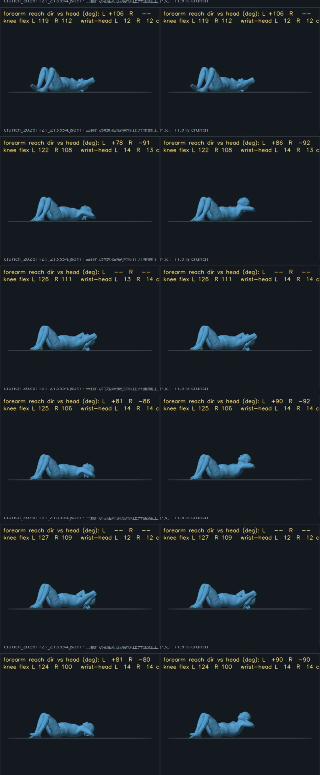 forearm reach dir vs head (deg): L +106 R --
knee flex L 119 R 112 wrist-head L 12 R 12 c
forearm reach dir vs head (deg): L +106 R --
knee flex L 119 R 112 wrist-head L 12 R 12 c
forearm reach dir vs head (deg): L +78 R -91
knee flex L 122 R 108 wrist-head L 14 R 13 c
forearm reach dir vs head (deg): L +86 R -92
knee flex L 122 R 108 wrist-head L 14 R 13 c
forearm reach dir vs head (deg): L -- R --
knee flex L 126 R 111 wrist-head L 13 R 14 c
forearm reach dir vs head (deg): L -- R --
knee flex L 126 R 111 wrist-head L 14 R 14 c
forearm reach dir vs head (deg): L +81 R -86
knee flex L 125 R 106 wrist-head L 14 R 14 c
forearm reach dir vs head (deg): L +90 R -92
knee flex L 125 R 106 wrist-head L 14 R 14 c
forearm reach dir vs head (deg): L -- R --
knee flex L 127 R 109 wrist-head L 12 R 12 c
forearm reach dir vs head (deg): L -- R --
knee flex L 127 R 109 wrist-head L 12 R 12 c
forearm reach dir vs head (deg): L +81 R -80
knee flex L 124 R 100 wrist-head L 14 R 14 c
forearm reach dir vs head (deg): L +90 R -90
knee flex L 124 R 100 wrist-head L 14 R 14 c